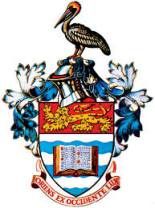 ORIENS EX OCCIDENTE LUX